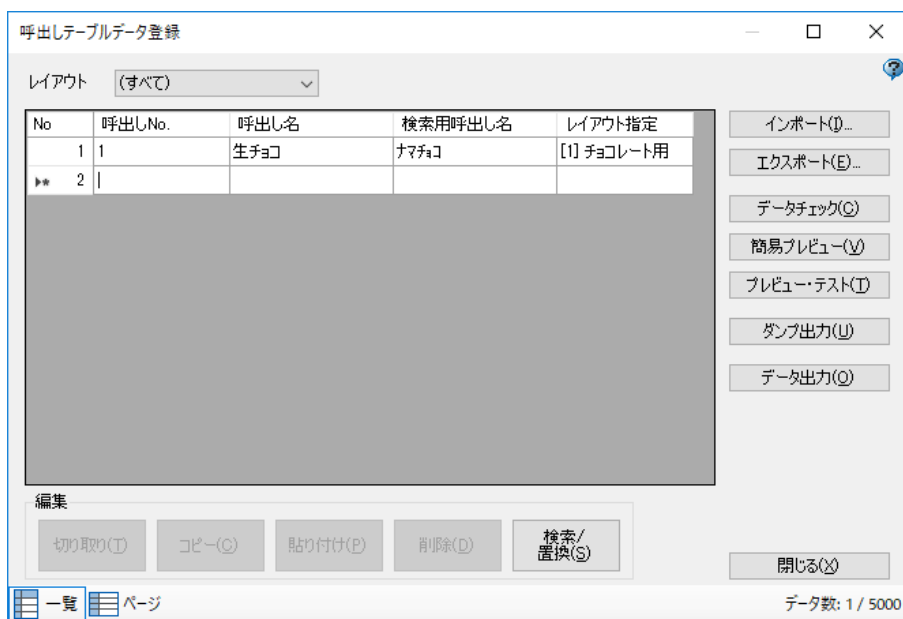 呼出しテーブルデータ登録
レイアウト (すべて)
No 呼出しNo. 呼出し名 検索用呼出し名 レイアウト指定
1 1 生チョコ ナマチョコ [1] チョコレート用
2
インポート(I)...
エクスポート(E)...
データチェック(C)
簡易プレビュー(V)
プレビュー・テスト(T)
ダンプ出力(U)
データ出力(O)
編集
切り取り(T) コピー(C) 貼り付け(P) 削除(D) 検索/
置換(S)
閉じる(X)
一覧 ページ データ数: 1 / 5000